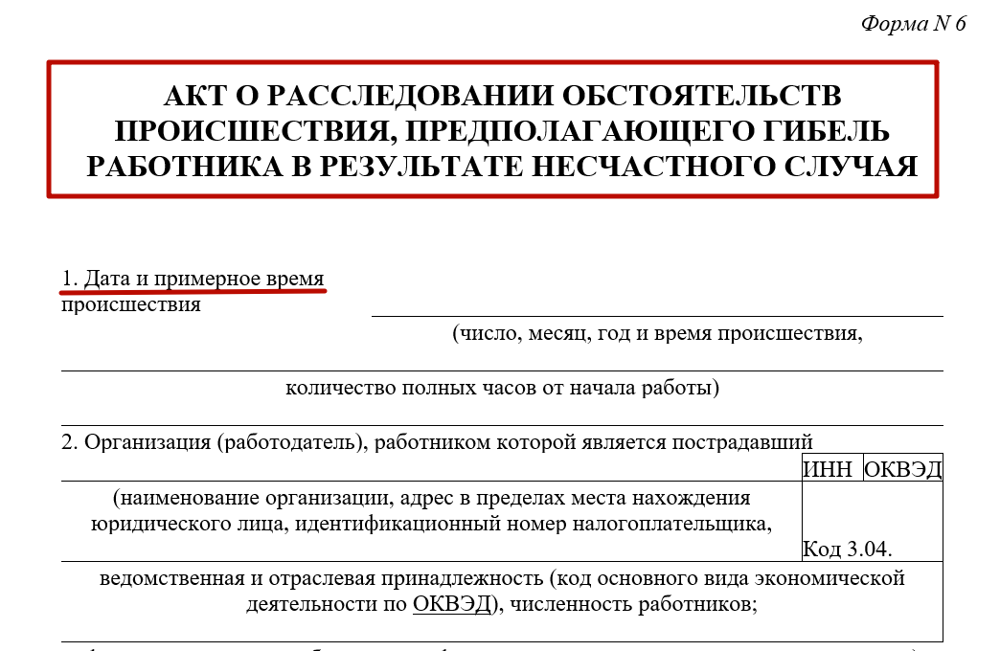 Форма N 6
АКТ О РАССЛЕДОВАНИИ ОБСТОЯТЕЛЬСТВ
ПРОИСШЕСТВИЯ, ПРЕДПОЛАГАЮЩЕГО ГИБЕЛЬ
РАБОТНИКА В РЕЗУЛЬТАТЕ НЕСЧАСТНОГО СЛУЧАЯ
1. Дата и примерное время
происшествия
(число, месяц, год и время происшествия,
количество полных часов от начала работы)
2. Организация (работодатель), работником которой является пострадавший
ИНН ОКВЭД
(наименование организации, адрес в пределах места нахождения
юридического лица, идентификационный номер налогоплательщика,
Код 3.04.
ведомственная и отраслевая принадлежность (код основного вида экономической
деятельности по ОКВЭД), численность работников;